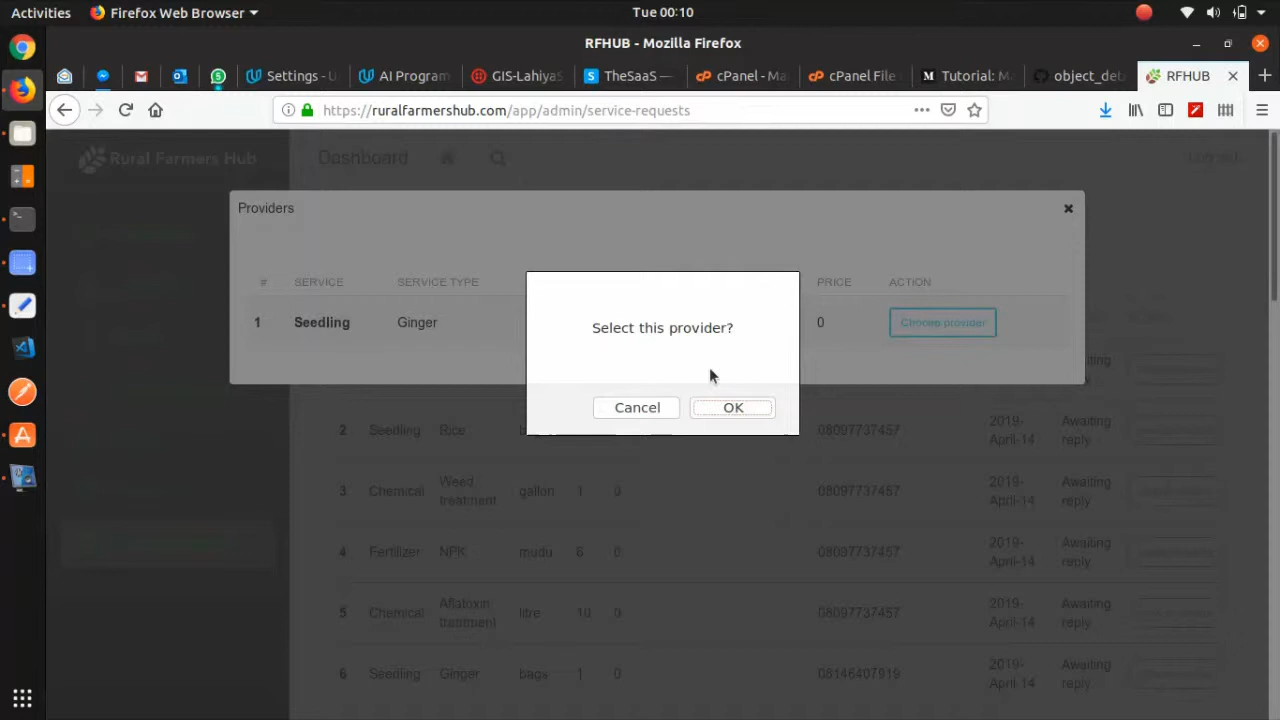 Activities Firefox Web Browser Tue 00:10
RFHUB - Mozilla Firefox
Settings - U AI Program GIS-Lahiya TheSaaS — cPanel - Ma cPanel File Tutorial: M object_det RFHUB
https://ruralfarmershub.com/app/admin/service-requests
Rural Farmers Hub Dashboard
Providers
# SERVICE SERVICE TYPE PRICE ACTION
1 Seedling Ginger 0 Choose provider
Select this provider?
Cancel OK
2 Seedling Rice 08097737457 2019-April-14 Awaiting reply
3 Chemical Weed treatment gallon 1 0 08097737457 2019-April-14 Awaiting reply
4 Fertilizer NPK mudu 6 0 08097737457 2019-April-14 Awaiting reply
5 Chemical Aflatoxin treatment litre 10 0 08097737457 2019-April-14 Awaiting reply
6 Seedling Ginger bags 1 0 08146407919 2019-April-14 Awaiting reply